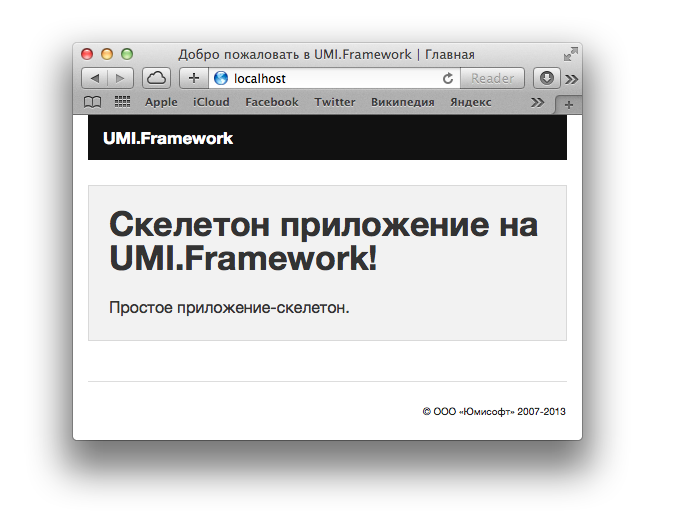 Добро пожаловать в UMI.Framework | Главная
localhost
Reader
Apple iCloud Facebook Twitter Википедия Яндекс
UMI.Framework
Скелетон приложение на
UMI.Framework!
Простое приложение-скелетон.
© ООО «Юмисофт» 2007-2013